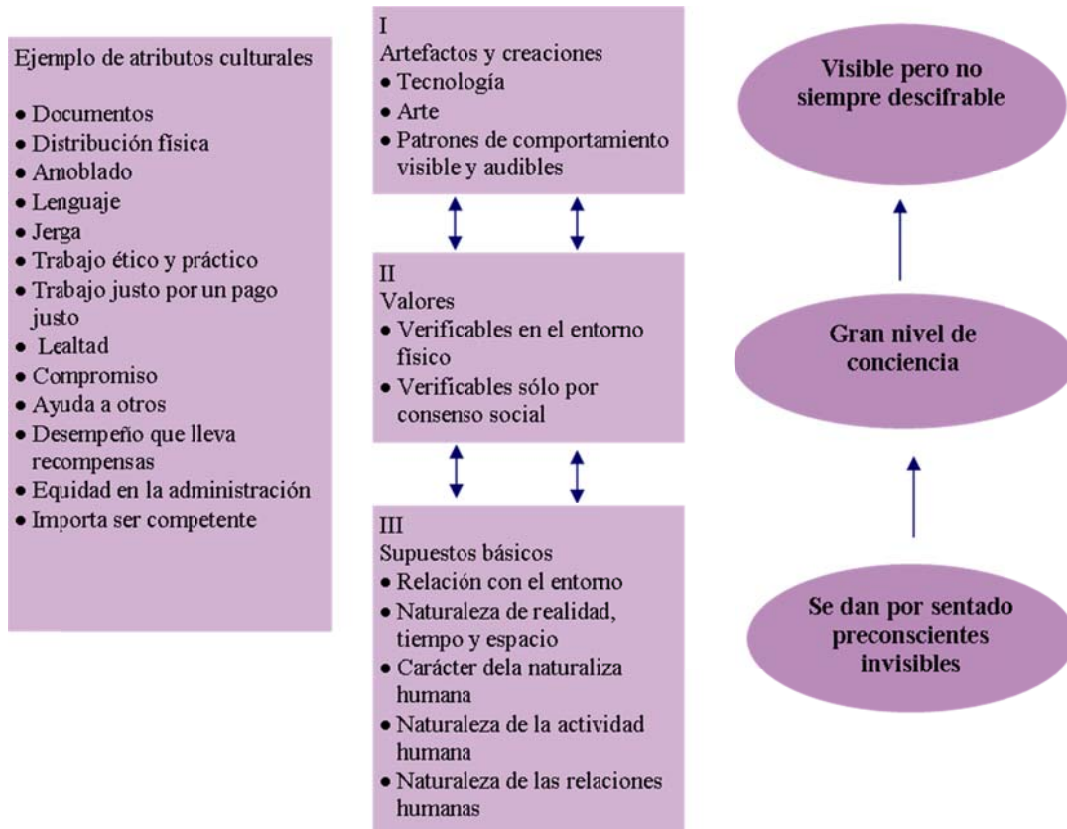 Ejemplo de atributos culturales
● Documentos
● Distribución física
● Amoblado
● Lenguaje
● Jerga
● Trabajo ético y práctico
● Trabajo justo por un pago
justo
● Lealtad
● Compromiso
● Ayuda a otros
● Desempeño que lleva
recompensas
● Equidad en la administración
● Importa ser competente
I
Artefactos y creaciones
● Tecnología
● Arte
● Patrones de comportamiento
visible y audibles
II
Valores
● Verificables en el entorno
físico
● Verificables sólo por
consenso social
III
Supuestos básicos
● Relación con el entorno
● Naturaleza de realidad,
tiempo y espacio
● Carácter dela naturaliza
humana
● Naturaleza de la actividad
humana
● Naturaleza de las relaciones
humanas
Visible pero no
siempre descifrable
Gran nivel de
conciencia
Se dan por sentado
preconscientes
invisibles